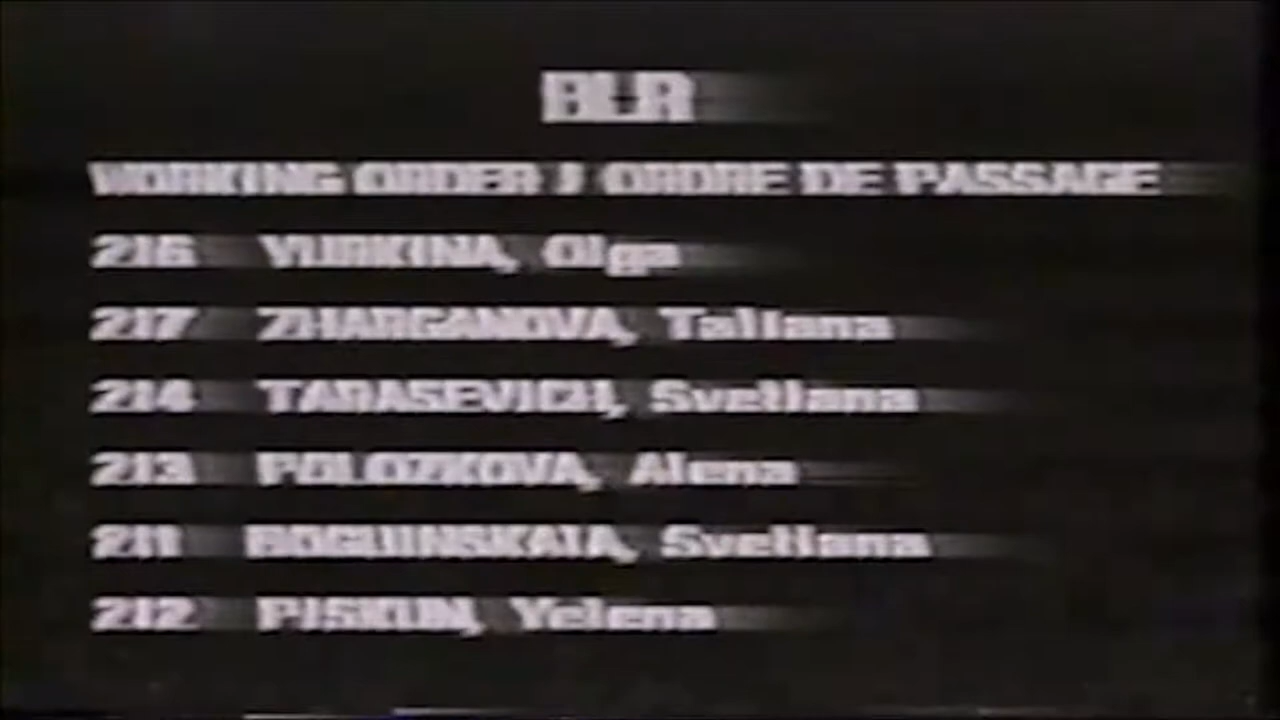 BLR
WORKING ORDER / ORDRE DE PASSAGE
216 YURKINA, Olga
217 ZHARGANOVA, Tatiana
214 TARASEVICH, Svetlana
213 POLOZKOVA, Alena
211 BOGUINSKAIA, Svetlana
212 PISKUN, Yelena